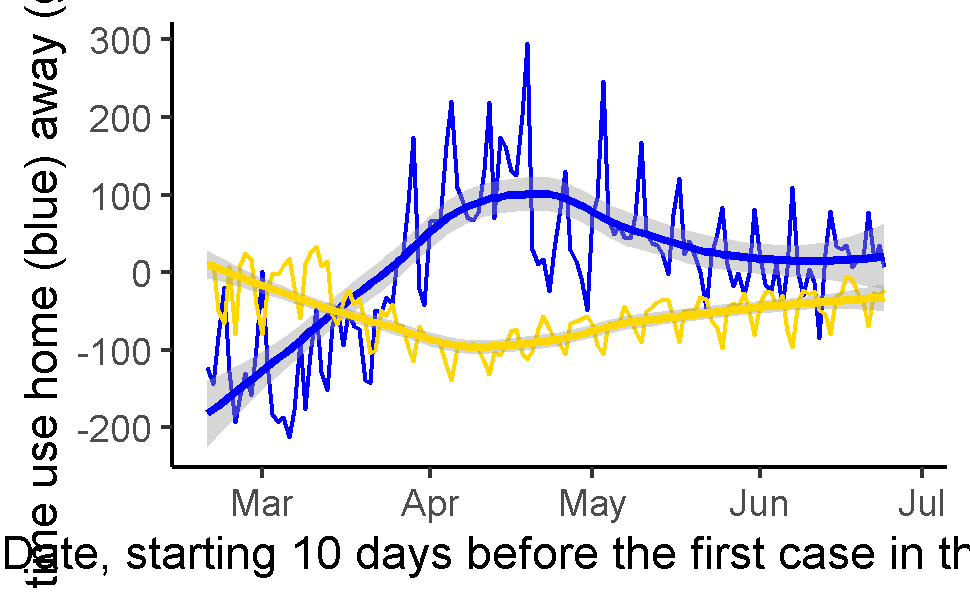 time use home (blue) away (
300
200
100
0
-100
-200
Mar Apr May Jun Jul
Date, starting 10 days before the first case in th